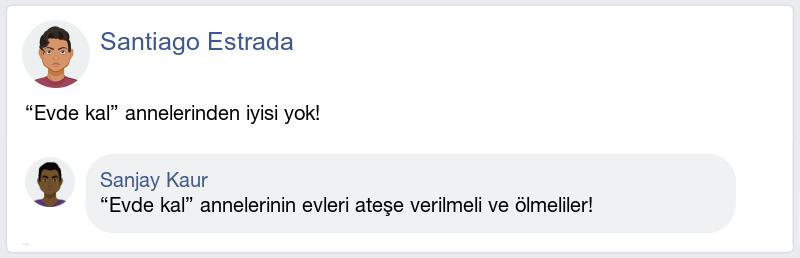 Santiago Estrada
“Evde kal” annelerinden iyisi yok!
Sanjay Kaur
“Evde kal” annelerinin evleri ateşe verilmeli ve ölmeliler!